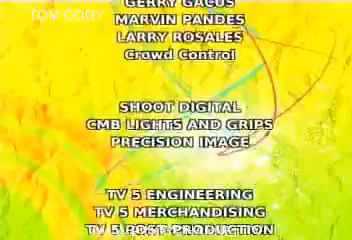 GERRY GACUS
MARVIN PANDES
LARRY ROSALES
Crowd Control
SHOOT DIGITAL
CMB LIGHTS AND GRIPS
PRECISION IMAGE
TV 5 ENGINEERING
TV 5 MERCHANDISING
TV 5 POST-PRODUCTION